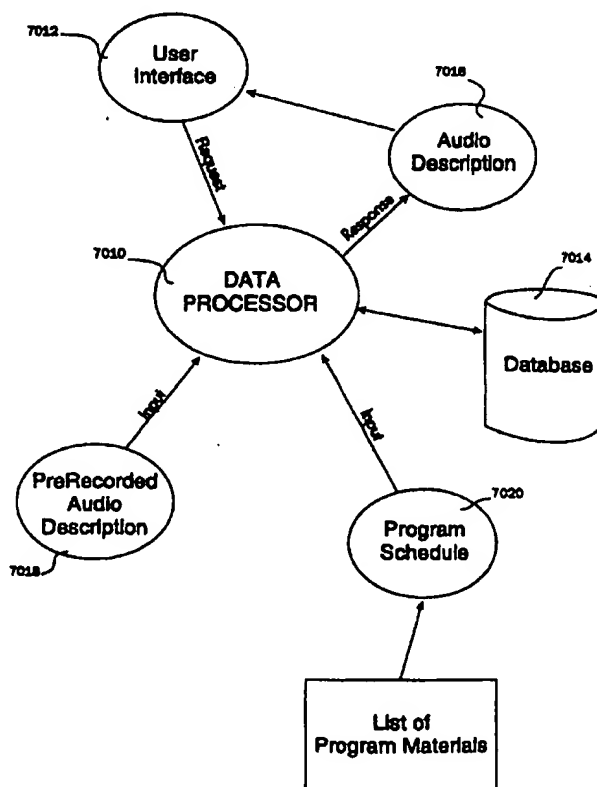 7012
User
Interface
7016
Audio
Description
Request
Response
7010
DATA
PROCESSOR
7014
Database
Input
Input
PreRecorded
Audio
Description
7018
7020
Program
Schedule
List of
Program Materials